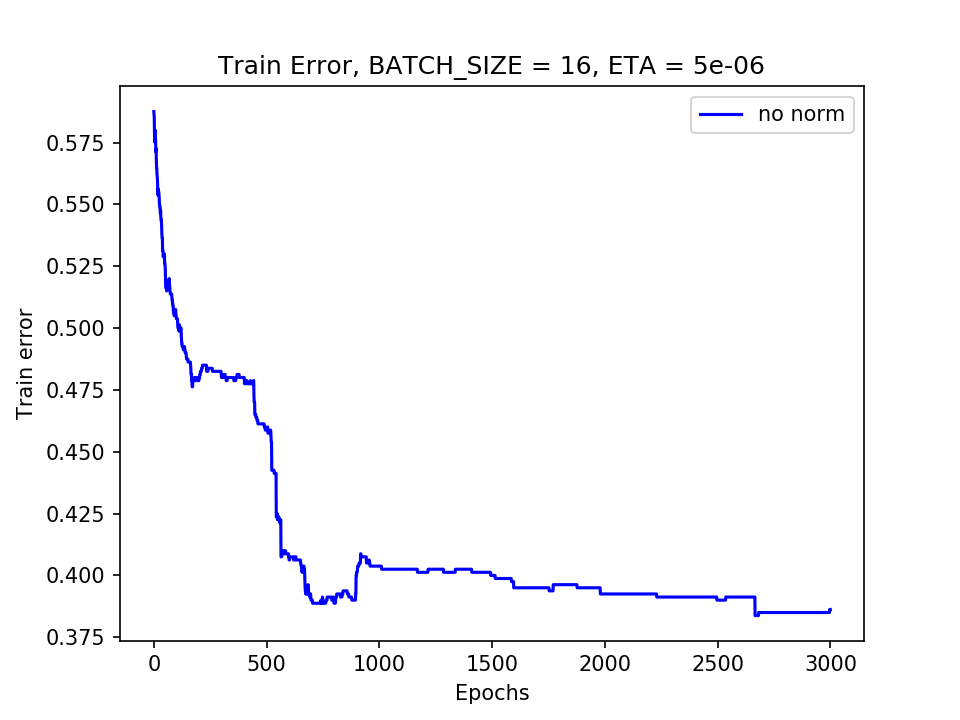 Train Error, BATCH_SIZE = 16, ETA = 5e-06
no norm
0.575
0.550
0.525
0.500
0.475
0.450
0.425
0.400
0.375
Train error
0 500 1000 1500 2000 2500 3000
Epochs